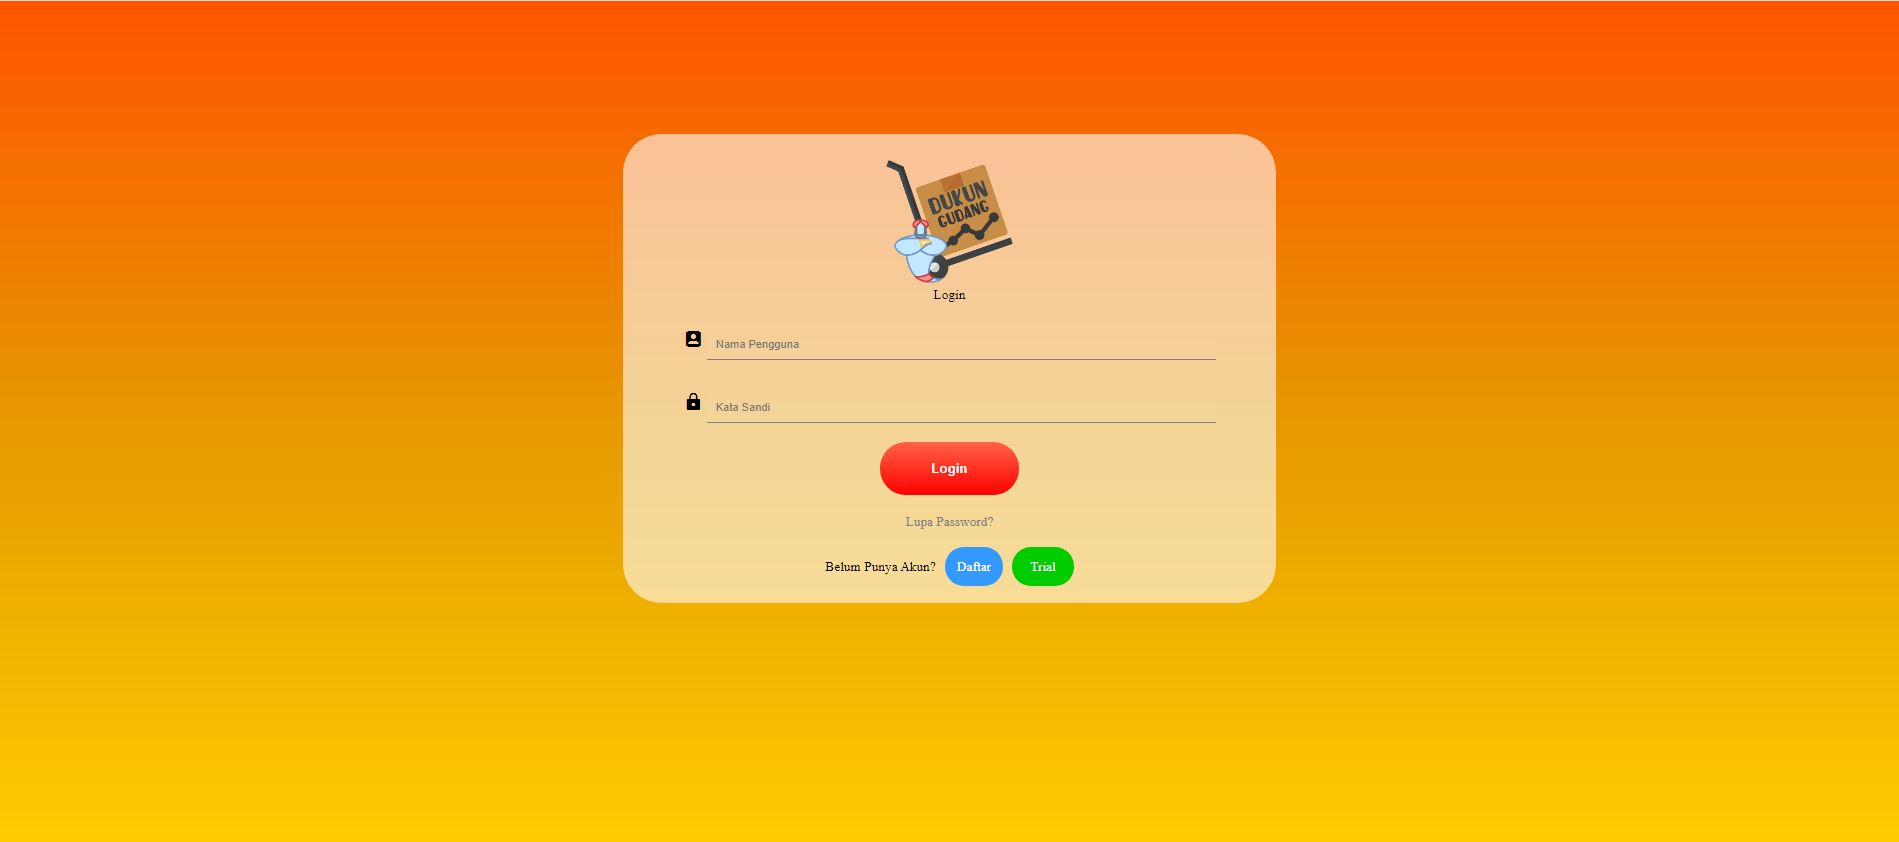 DUKUN
GUDANG
Login
Nama Pengguna
Kata Sandi
Login
Lupa Password?
Belum Punya Akun? Daftar Trial